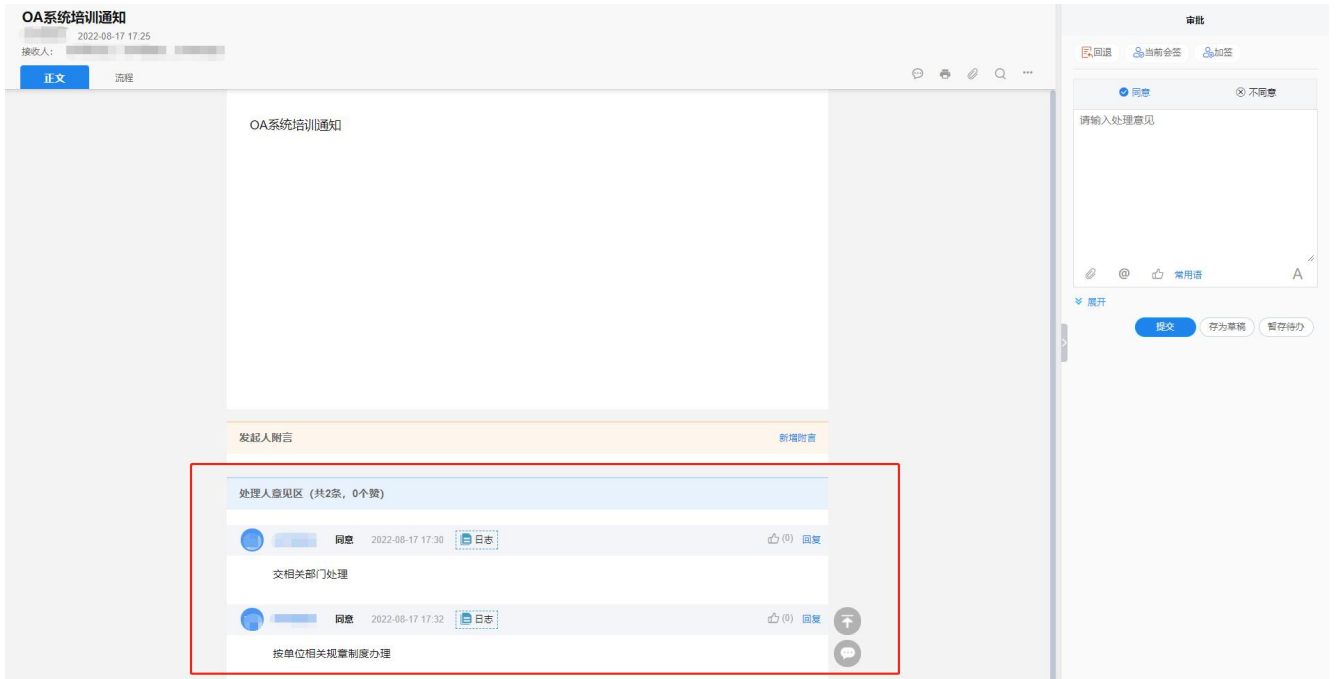 OA系统培训通知
2022-08-17 17:25
接收人:
正文 流程
OA系统培训通知
发起人附言 新增附言
处理人意见区（共2条，0个赞）
同意 2022-08-17 17:30 日志 (0) 回复
交相关部门处理
同意 2022-08-17 17:32 日志 (0) 回复
按单位相关规章制度办理
审批
回退 当前会签 加签
同意 不同意
请输入处理意见
@ 常用语 A
展开
提交 存为草稿 暂存待办